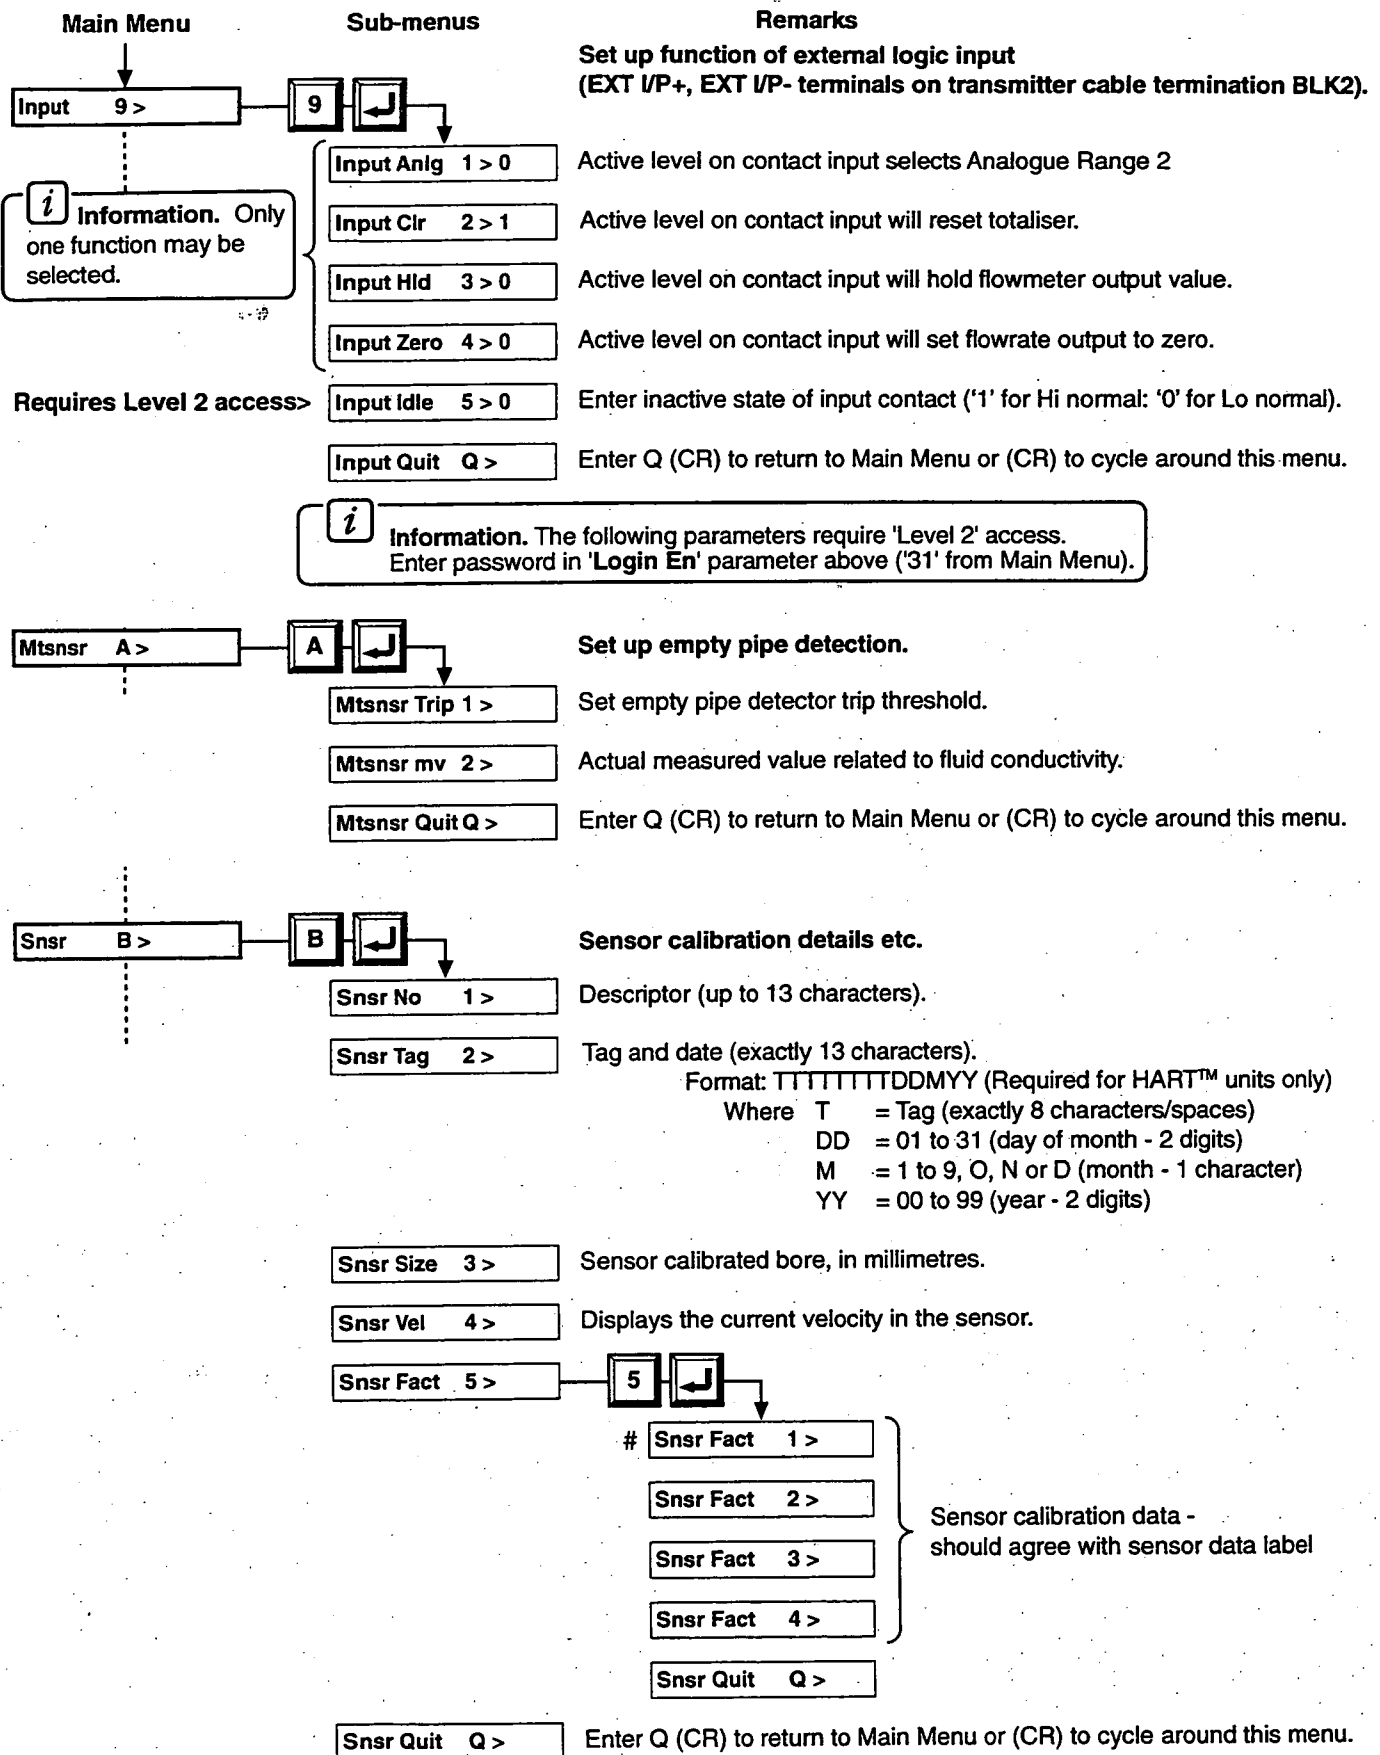 Main Menu Sub-menus Remarks
Set up function of external logic input
(EXT I/P+, EXT I/P- terminals on transmitter cable termination BLK2).
Input 9 > 9
Input Anlg 1 > 0 Active level on contact input selects Analogue Range 2
i Information. Only
one function may be
selected.
Input Clr 2 > 1 Active level on contact input will reset totaliser.
Input Hld 3 > 0 Active level on contact input will hold flowmeter output value.
Input Zero 4 > 0 Active level on contact input will set flowrate output to zero.
Requires Level 2 access> Input Idle 5 > 0 Enter inactive state of input contact ('1' for Hi normal: '0' for Lo normal).
Input Quit Q > Enter Q (CR) to return to Main Menu or (CR) to cycle around this menu.
i Information. The following parameters require 'Level 2' access.
Enter password in 'Login En' parameter above ('31' from Main Menu).
Mtsnsr A > A Set up empty pipe detection.
Mtsnsr Trip 1 > Set empty pipe detector trip threshold.
Mtsnsr mv 2 > Actual measured value related to fluid conductivity.
Mtsnsr Quit Q > Enter Q (CR) to return to Main Menu or (CR) to cycle around this menu.
Snsr B > B Sensor calibration details etc.
Snsr No 1 > Descriptor (up to 13 characters).
Snsr Tag 2 > Tag and date (exactly 13 characters).
Format: TTTTTTTTDDMYY (Required for HART™ units only)
Where T = Tag (exactly 8 characters/spaces)
DD = 01 to 31 (day of month - 2 digits)
M = 1 to 9, O, N or D (month - 1 character)
YY = 00 to 99 (year - 2 digits)
Snsr Size 3 > Sensor calibrated bore, in millimetres.
Snsr Vel 4 > Displays the current velocity in the sensor.
Snsr Fact 5 > 5
# Snsr Fact 1 >
Snsr Fact 2 >
Sensor calibration data -
should agree with sensor data label
Snsr Fact 3 >
Snsr Fact 4 >
Snsr Quit Q >
Snsr Quit Q > Enter Q (CR) to return to Main Menu or (CR) to cycle around this menu.